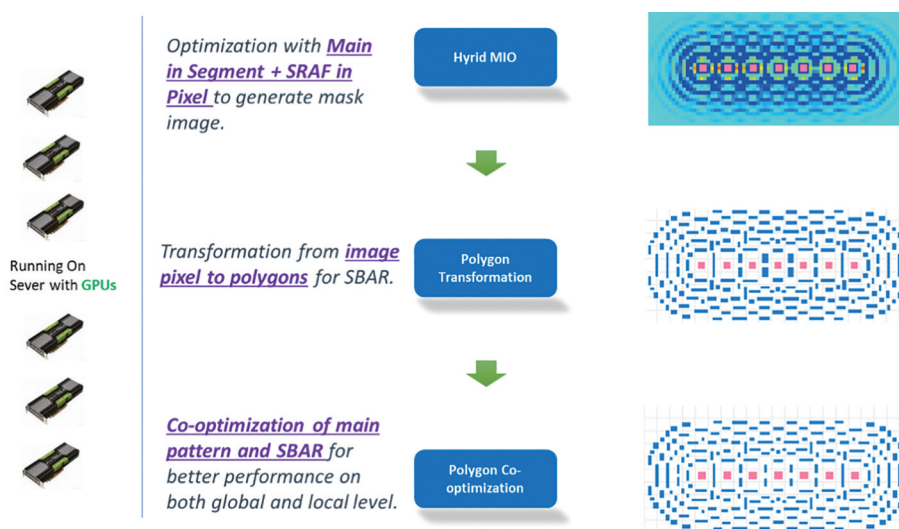 Optimization with Main
in Segment + SRAF in
Pixel to generate mask
image.
Hyrid MIO
Transformation from image
pixel to polygons for SBAR.
Polygon
Transformation
Running On
Sever with GPUs
Co-optimization of main
pattern and SBAR for
better performance on
both global and local level.
Polygon Co-
optimization